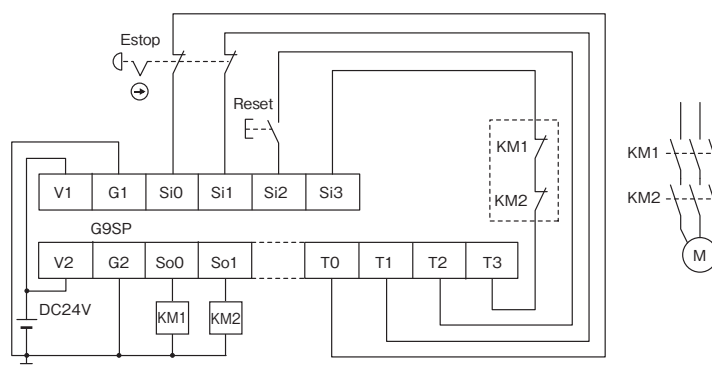 Estop
Reset
KM1
KM2
KM1
KM2
M
V1 G1 Si0 Si1 Si2 Si3
G9SP
V2 G2 So0 So1 T0 T1 T2 T3
DC24V
KM1 KM2